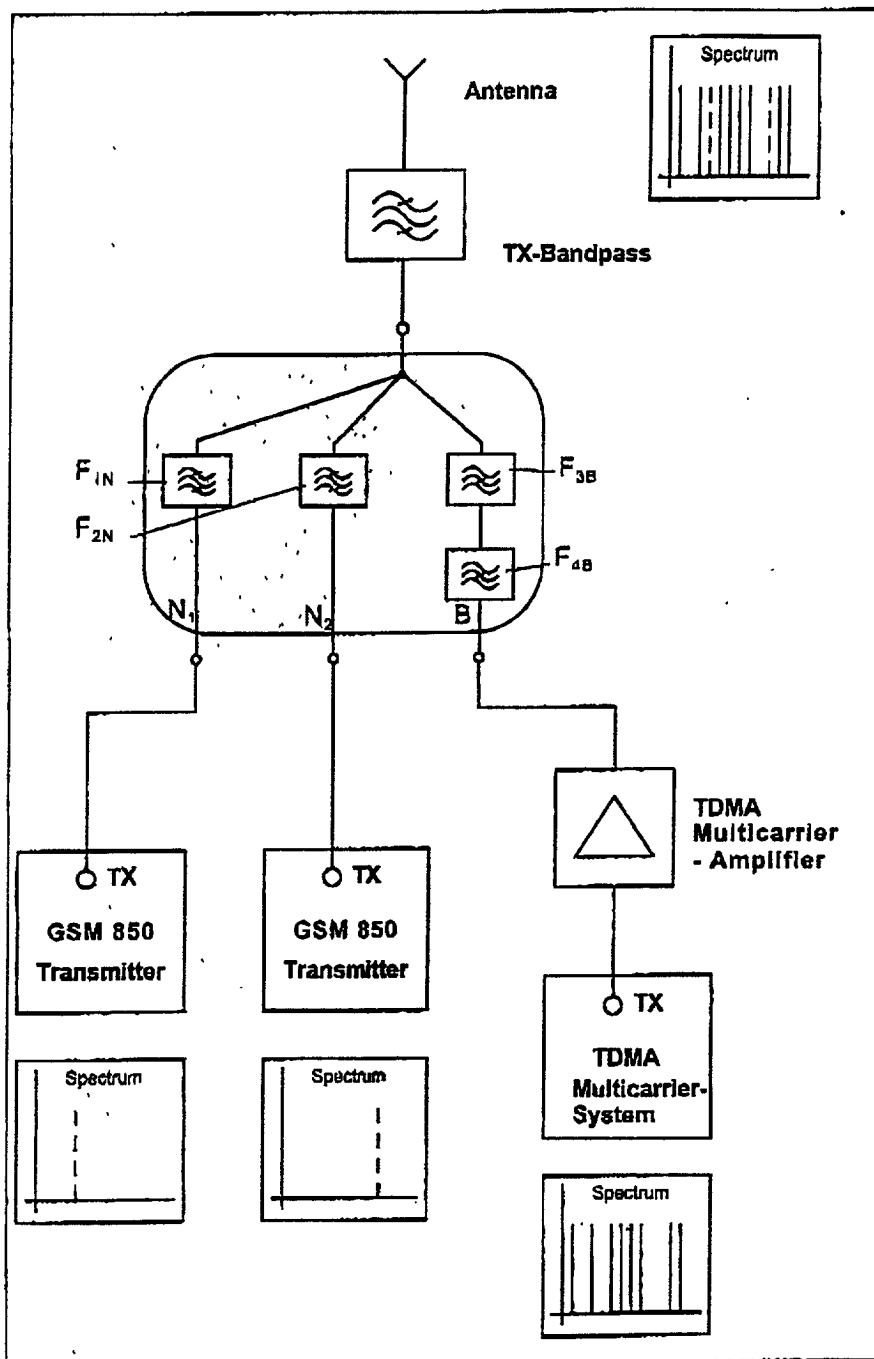 Spectrum
Antenna
TX-Bandpass
F1N
F2N
F3B
F4B
N1
N2
B
TDMA
Multicarrier
- Amplifier
TX
GSM 850
Transmitter
TX
GSM 850
Transmitter
TX
TDMA
Multicarrier-
System
Spectrum
Spectrum
Spectrum